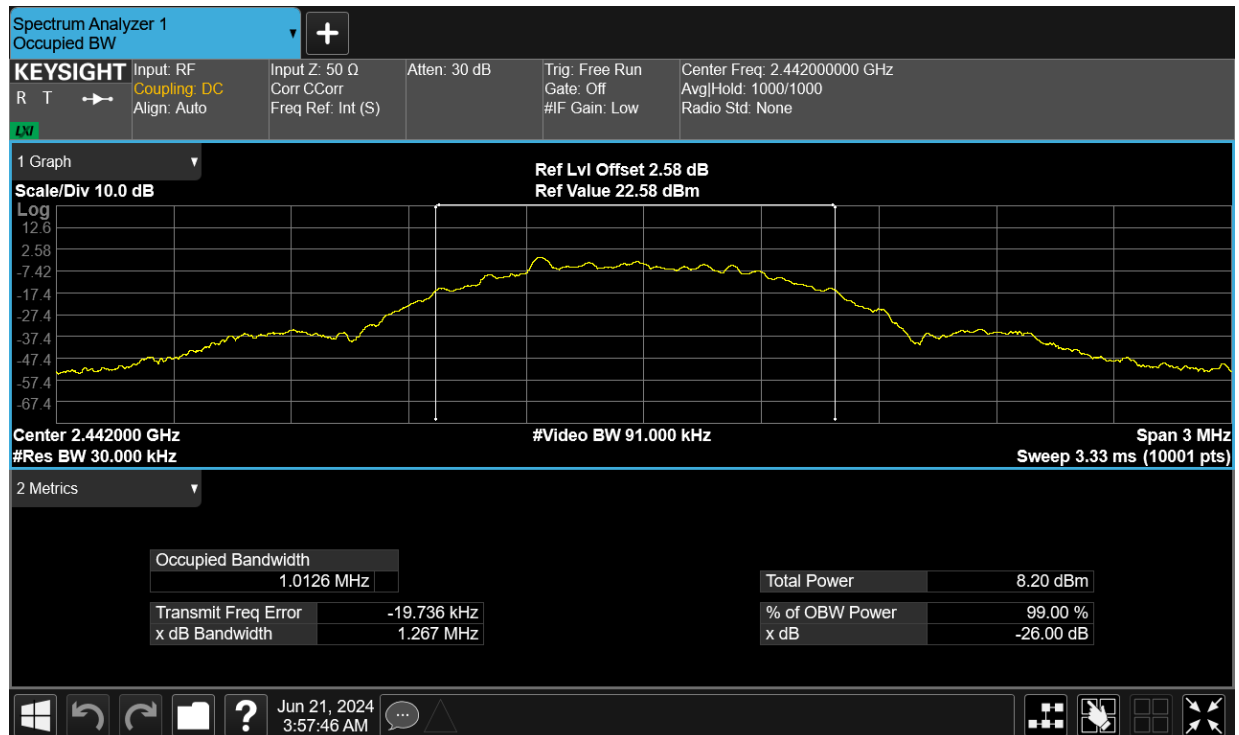 Spectrum Analyzer 1
Occupied BW
+
KEYSIGHT
R T
LXI
Input: RF
Coupling: DC
Align: Auto
Input Z: 50 Ω
Corr CCorr
Freq Ref: Int (S)
Atten: 30 dB
Trig: Free Run
Gate: Off
#IF Gain: Low
Center Freq: 2.442000000 GHz
Avg|Hold: 1000/1000
Radio Std: None
1 Graph
Scale/Div 10.0 dB
Ref Lvl Offset 2.58 dB
Ref Value 22.58 dBm
Log
12.6
2.58
-7.42
-17.4
-27.4
-37.4
-47.4
-57.4
-67.4
Center 2.442000 GHz
#Res BW 30.000 kHz
#Video BW 91.000 kHz
Span 3 MHz
Sweep 3.33 ms (10001 pts)
2 Metrics
Occupied Bandwidth
1.0126 MHz
Transmit Freq Error -19.736 kHz
x dB Bandwidth 1.267 MHz
Total Power 8.20 dBm
% of OBW Power 99.00 %
x dB -26.00 dB
?
Jun 21, 2024
3:57:46 AM